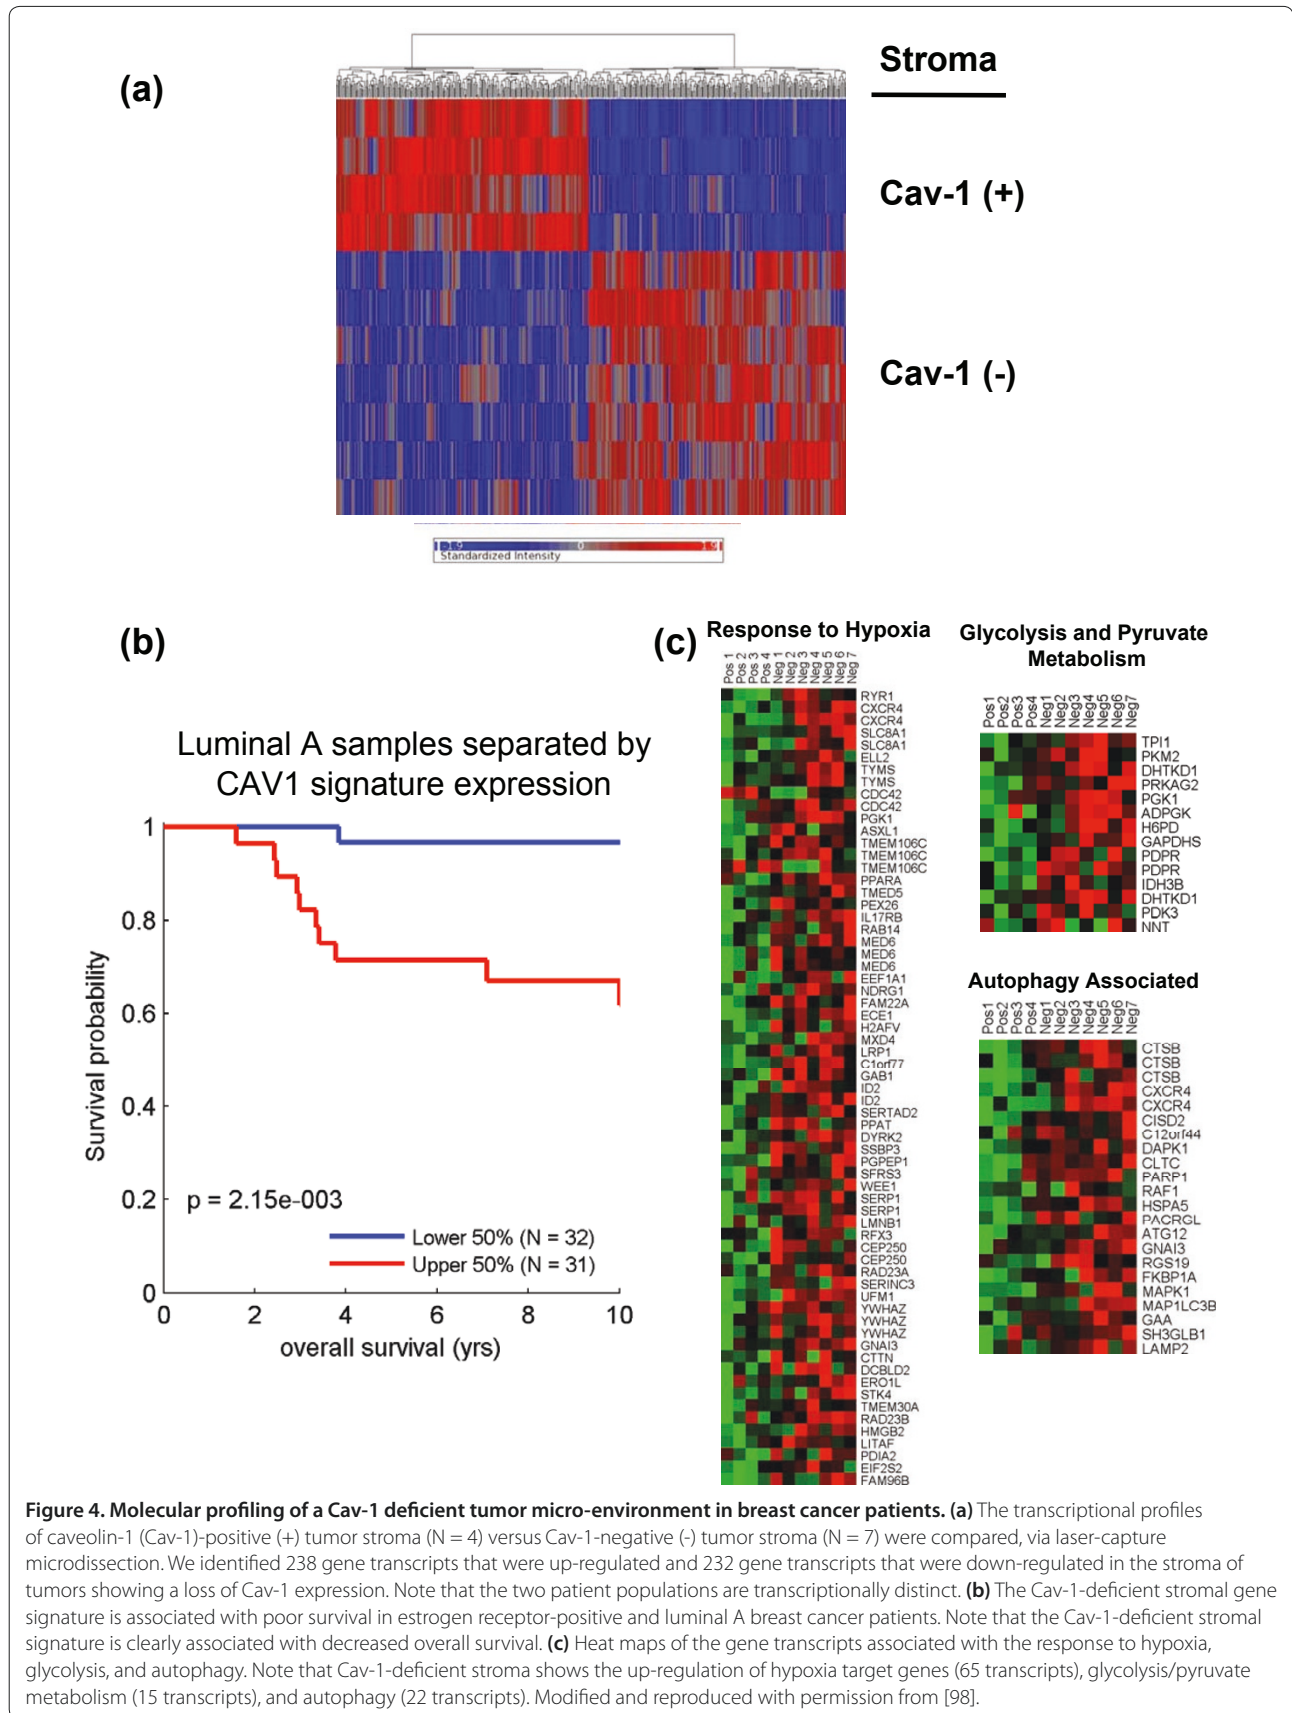 (a)
Stroma
Cav-1 (+)
Cav-1 (-)
-1.9 0 1.9
Standardized Intensity
(b)
Luminal A samples separated by
CAV1 signature expression
Survival probability
1
0.8
0.6
0.4
0.2
0
p = 2.15e-003
Lower 50% (N = 32)
Upper 50% (N = 31)
0 2 4 6 8 10
overall survival (yrs)
(c)
Response to Hypoxia
Pos 1
Pos 2
Pos 3
Pos 4
Neg 1
Neg 2
Neg 3
Neg 4
Neg 5
Neg 6
Neg 7
RYR1
CXCR4
CXCR4
SLC8A1
SLC8A1
ELL2
TYMS
TYMS
CDC42
CDC42
PGK1
ASXL1
TMEM106C
TMEM106C
TMEM106C
PPARA
TMED5
PEX26
IL17RB
RAB14
MED6
MED6
MED6
EEF1A1
NDRG1
FAM22A
ECE1
H2AFV
MXD4
LRP1
C1orf77
GAB1
ID2
ID2
SERTAD2
PPAT
DYRK2
SSBP3
PGPEP1
SFRS3
WEE1
SERP1
SERP1
LMNB1
RFX3
CEP250
CEP250
RAD23A
SERINC3
UFM1
YWHAZ
YWHAZ
YWHAZ
GNAI3
CTTN
DCBLD2
ERO1L
STK4
TMEM30A
RAD23B
HMGB2
LITAF
PDIA2
EIF2S2
FAM96B
Glycolysis and Pyruvate
Metabolism
Pos1
Pos2
Pos3
Pos4
Neg1
Neg2
Neg3
Neg4
Neg5
Neg6
Neg7
TPI1
PKM2
DHTKD1
PRKAG2
PGK1
ADPGK
H6PD
GAPDHS
PDPR
PDPR
IDH3B
DHTKD1
PDK3
NNT
Autophagy Associated
Pos1
Pos2
Pos3
Pos4
Neg1
Neg2
Neg3
Neg4
Neg5
Neg6
Neg7
CTSB
CTSB
CTSB
CXCR4
CXCR4
CISD2
C12orf44
DAPK1
CLTC
PARP1
RAF1
HSPA5
PACRGL
ATG12
GNAI3
RGS19
FKBP1A
MAPK1
MAP1LC3B
GAA
SH3GLB1
LAMP2
Figure 4. Molecular profiling of a Cav-1 deficient tumor micro-environment in breast cancer patients. (a) The transcriptional profiles
of caveolin-1 (Cav-1)-positive (+) tumor stroma (N = 4) versus Cav-1-negative (-) tumor stroma (N = 7) were compared, via laser-capture
microdissection. We identified 238 gene transcripts that were up-regulated and 232 gene transcripts that were down-regulated in the stroma of
tumors showing a loss of Cav-1 expression. Note that the two patient populations are transcriptionally distinct. (b) The Cav-1-deficient stromal gene
signature is associated with poor survival in estrogen receptor-positive and luminal A breast cancer patients. Note that the Cav-1-deficient stromal
signature is clearly associated with decreased overall survival. (c) Heat maps of the gene transcripts associated with the response to hypoxia,
glycolysis, and autophagy. Note that Cav-1-deficient stroma shows the up-regulation of hypoxia target genes (65 transcripts), glycolysis/pyruvate
metabolism (15 transcripts), and autophagy (22 transcripts). Modified and reproduced with permission from [98].